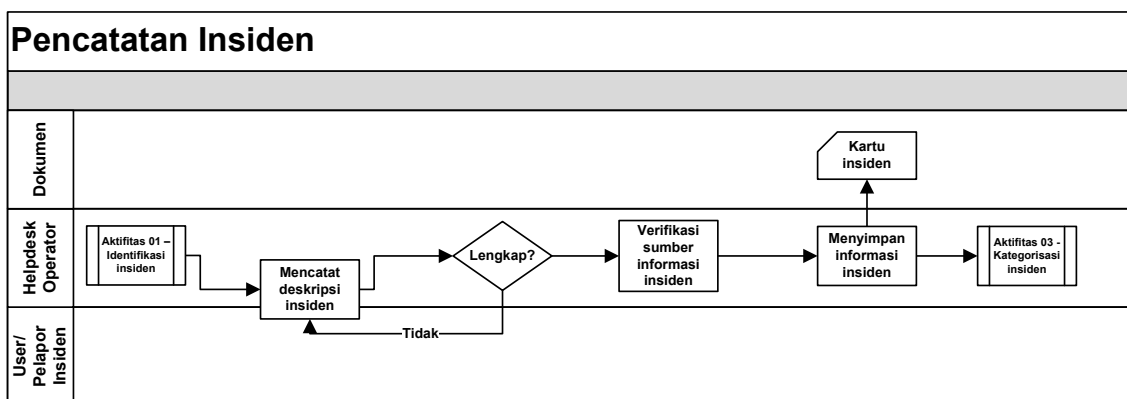 Pencatatan Insiden
Dokumen
Kartu
insiden
Helpdesk
Operator
Aktifitas 01 –
Identifikasi
insiden
Mencatat
deskripsi
insiden
Lengkap?
Verifikasi
sumber
informasi
insiden
Menyimpan
informasi
insiden
Aktifitas 03 -
Kategorisasi
insiden
Tidak
User/
Pelapor
Insiden